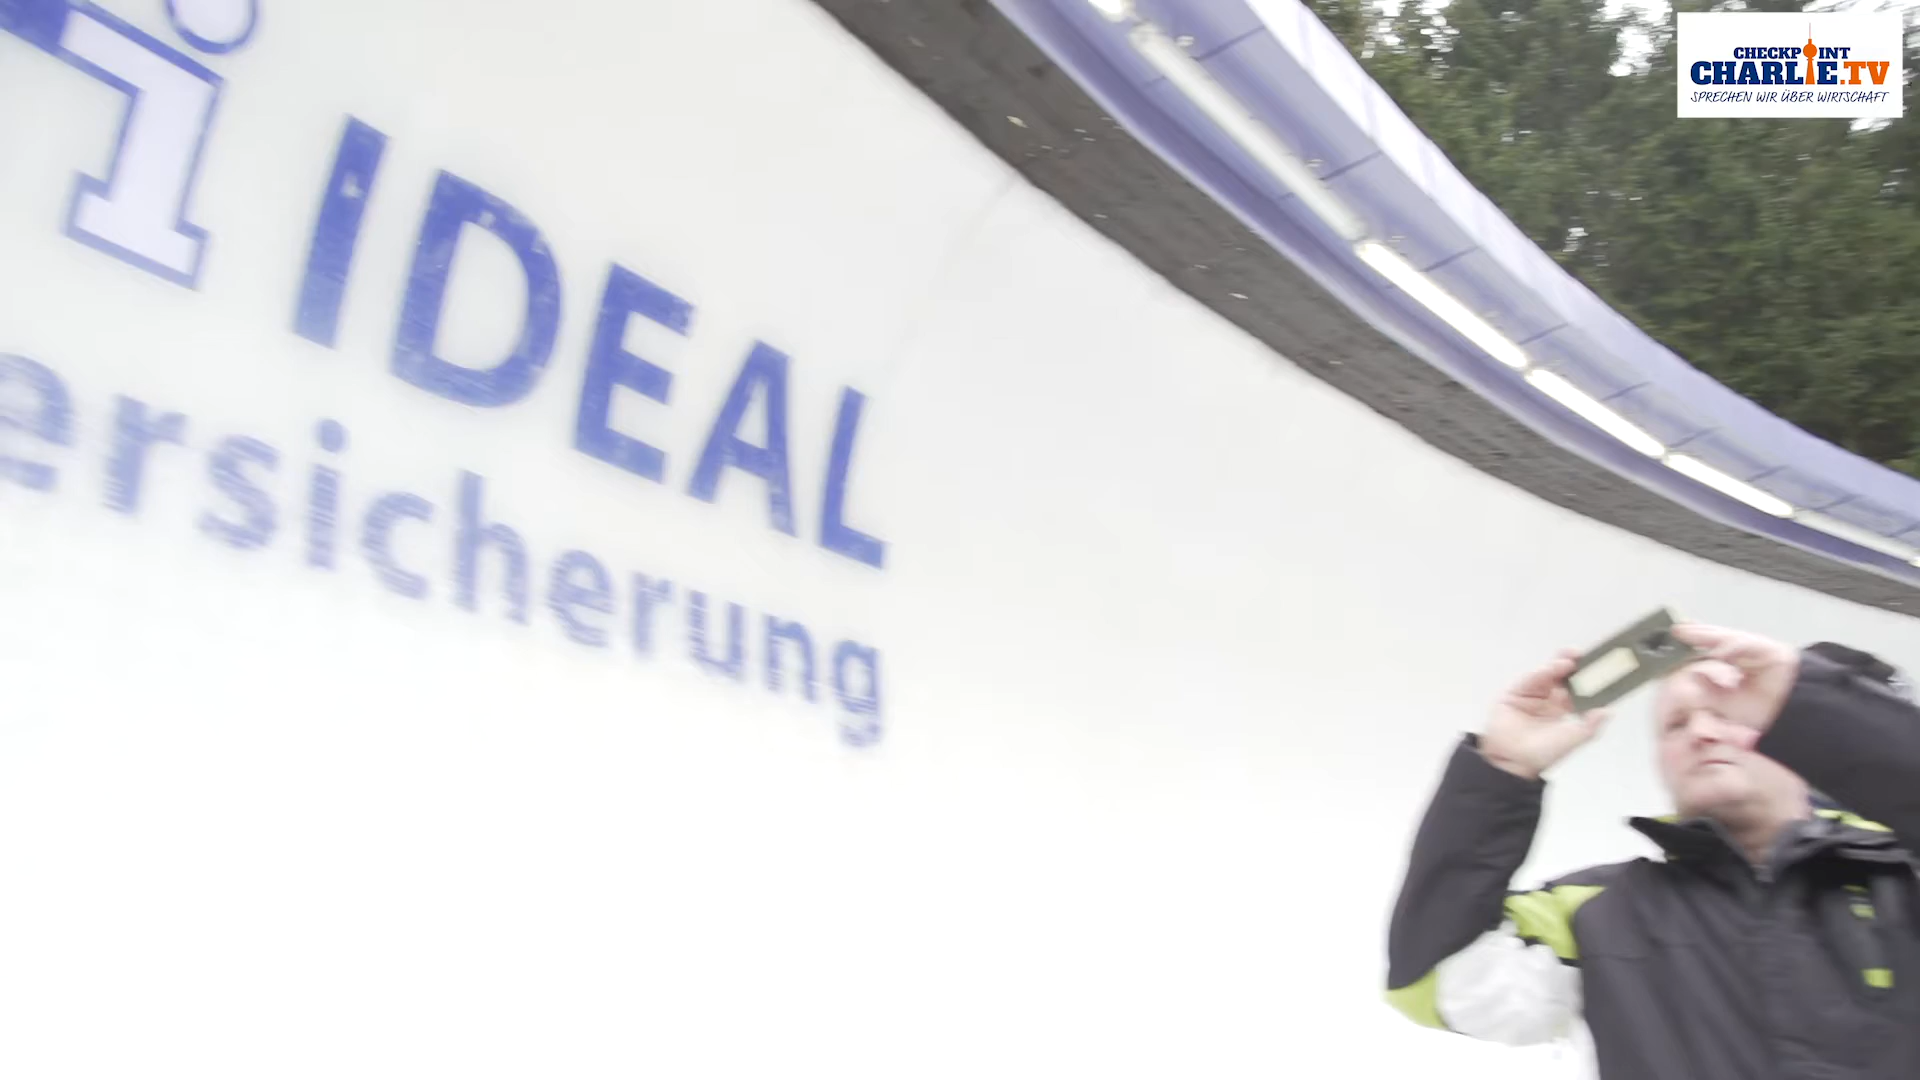 CHECKPOINT
CHARLIE.TV
SPRECHEN WIR ÜBER WIRTSCHAFT
i IDEAL
ersicherung